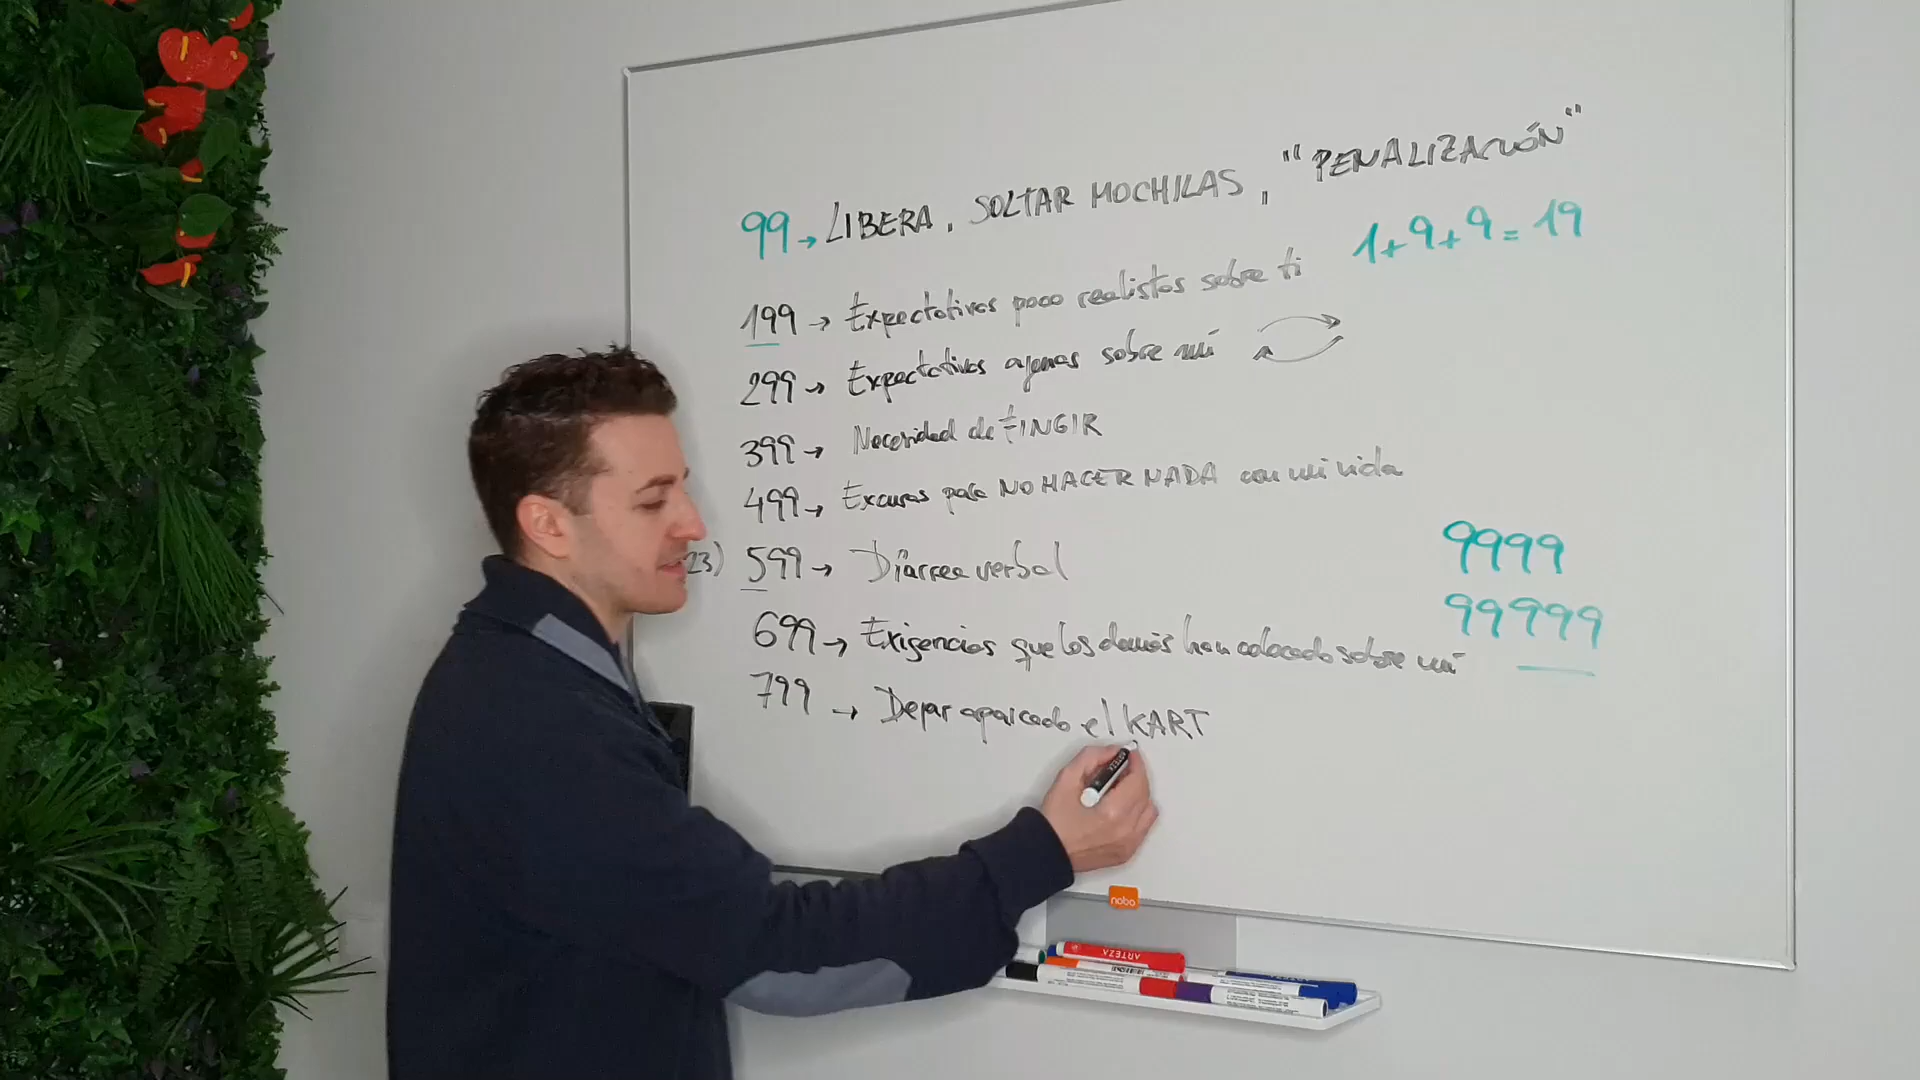 99 → LIBERA, SOLTAR MOCHILAS, "PENALIZACIÓN"
1+9+9=19
199 → Expectativas poco realistas sobre ti
299 → Expectativas ajenas sobre mí
399 → Necesidad de FINGIR
499 → Excusas para NO HACER NADA con mi vida
9999
23) 599 → Diarrea verbal
99999
699 → Exigencias que los demás han colocado sobre mí
799 → Dejar aparcado el KART
nobo
ARTEZA
ARTEZA